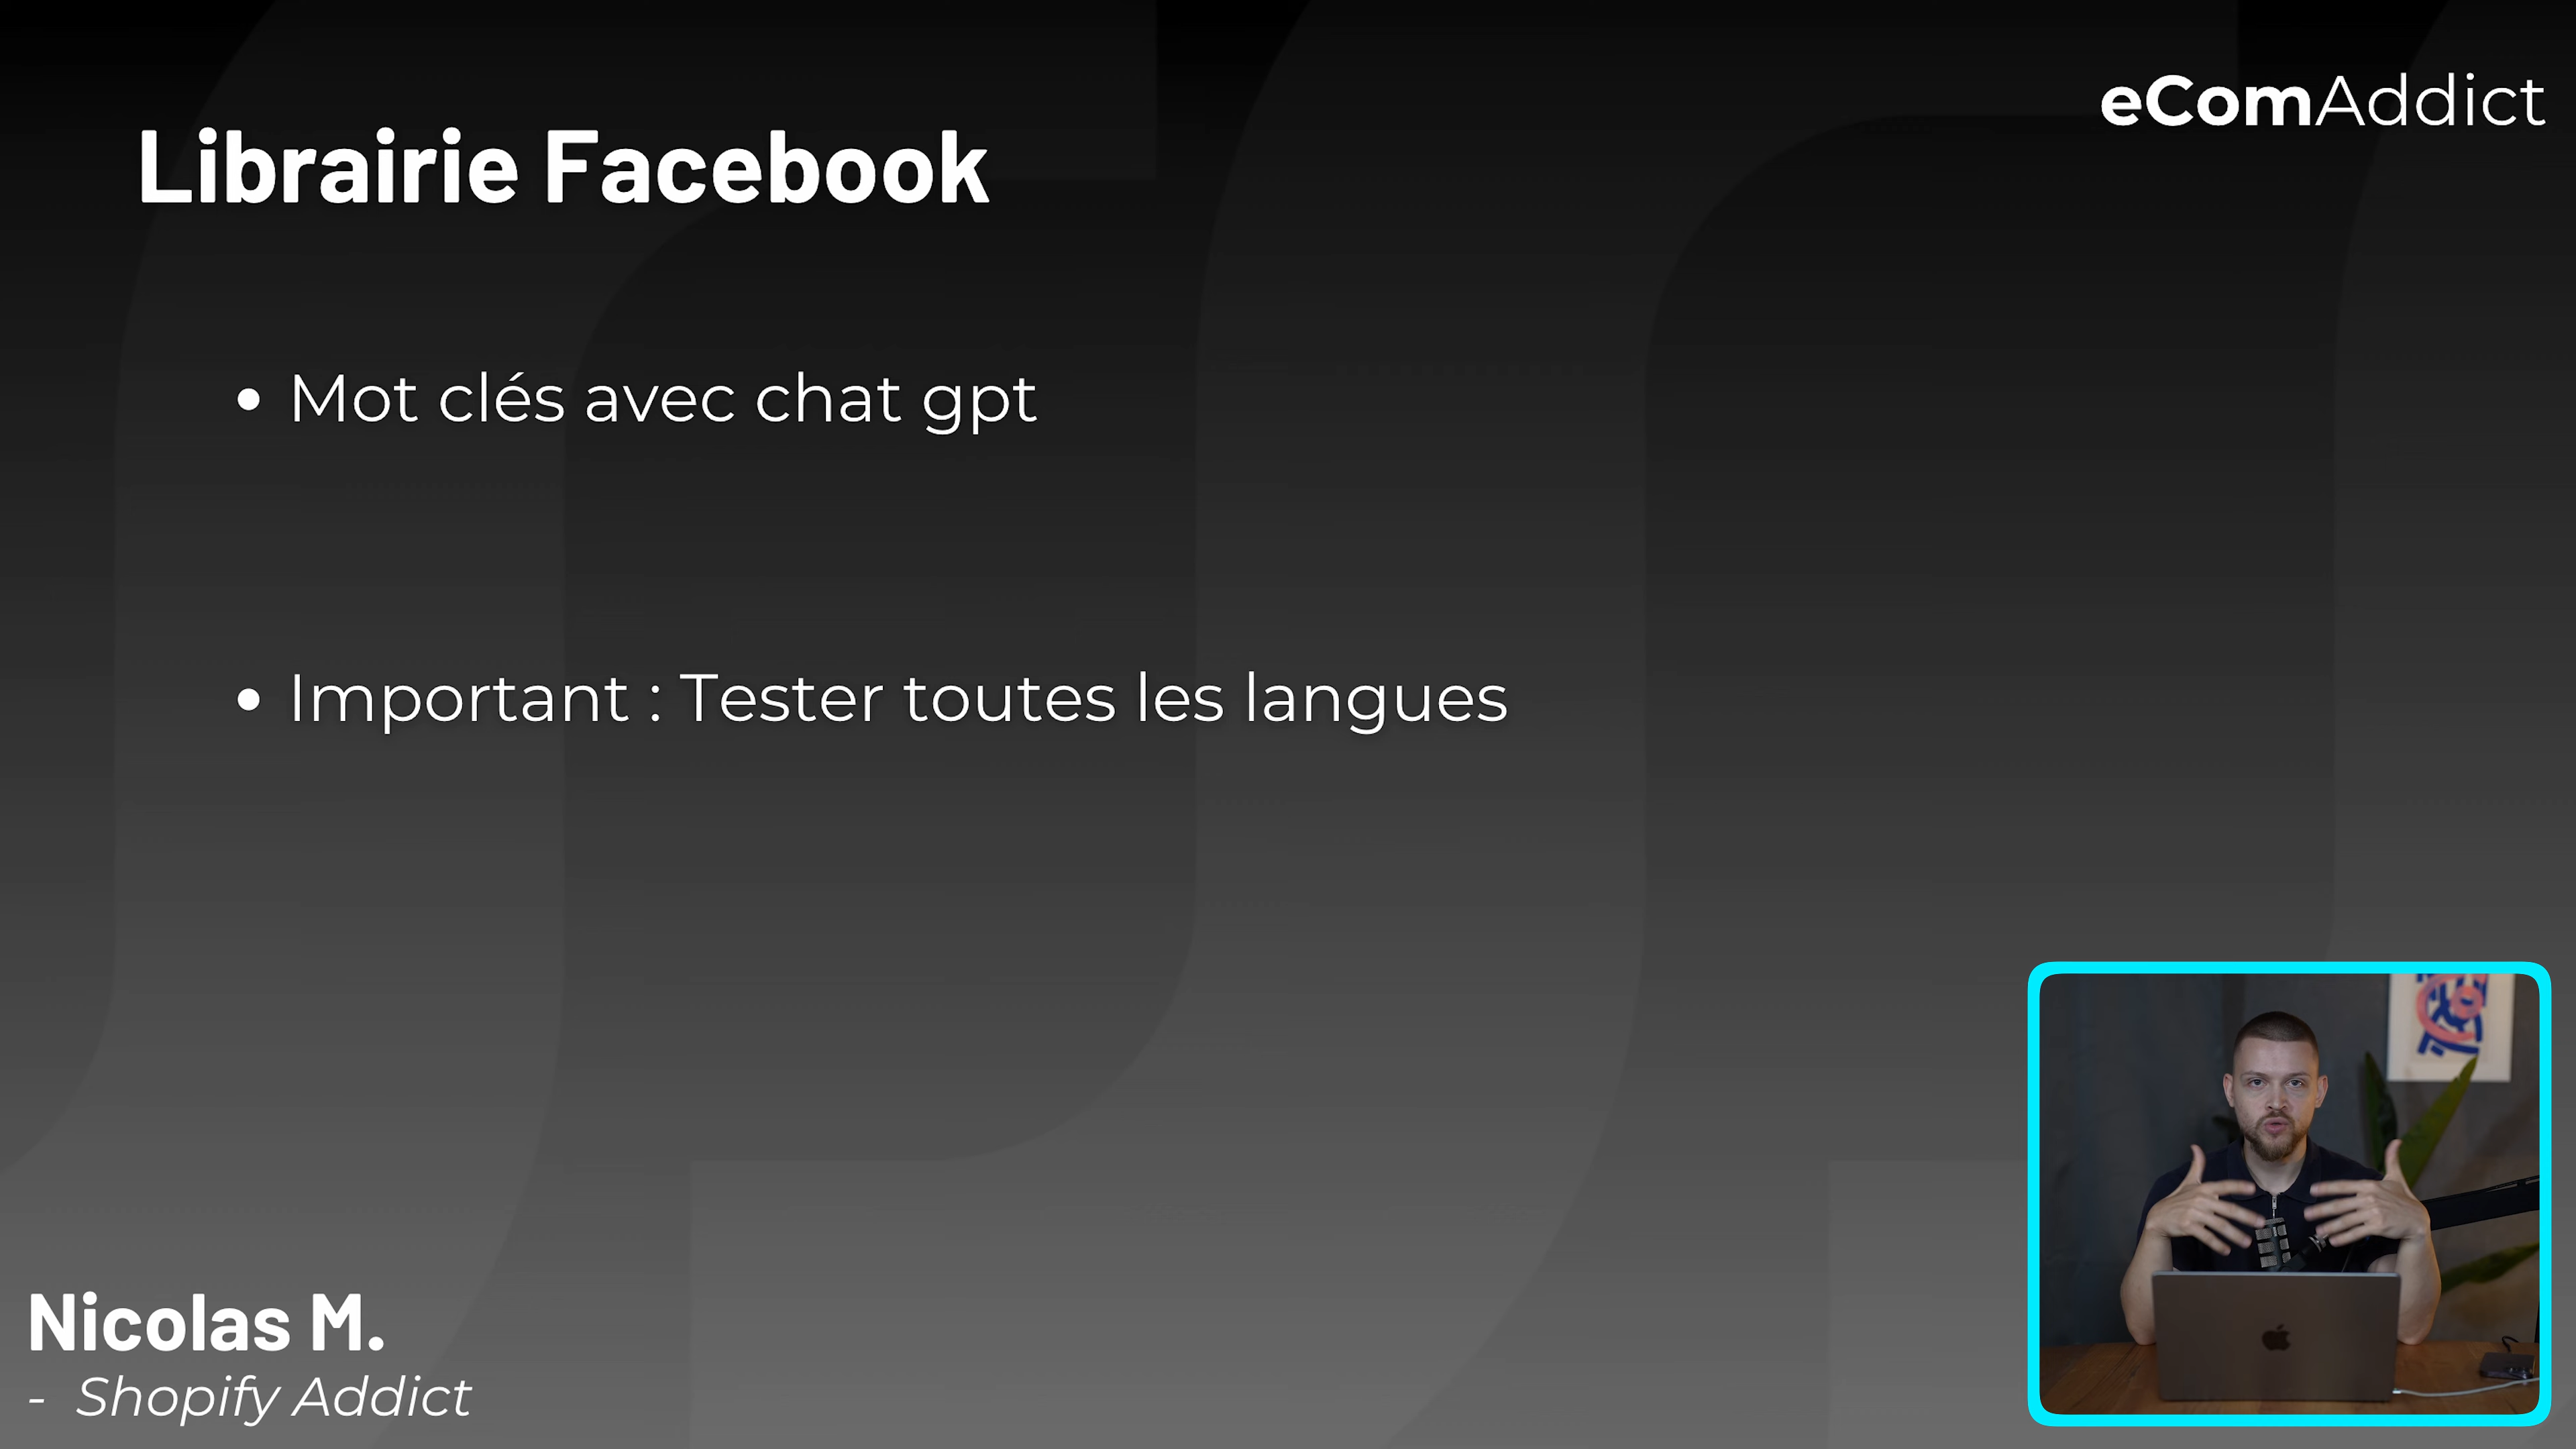 eComAddict
Librairie Facebook
• Mot clés avec chat gpt
• Important : Tester toutes les langues
Nicolas M.
- Shopify Addict